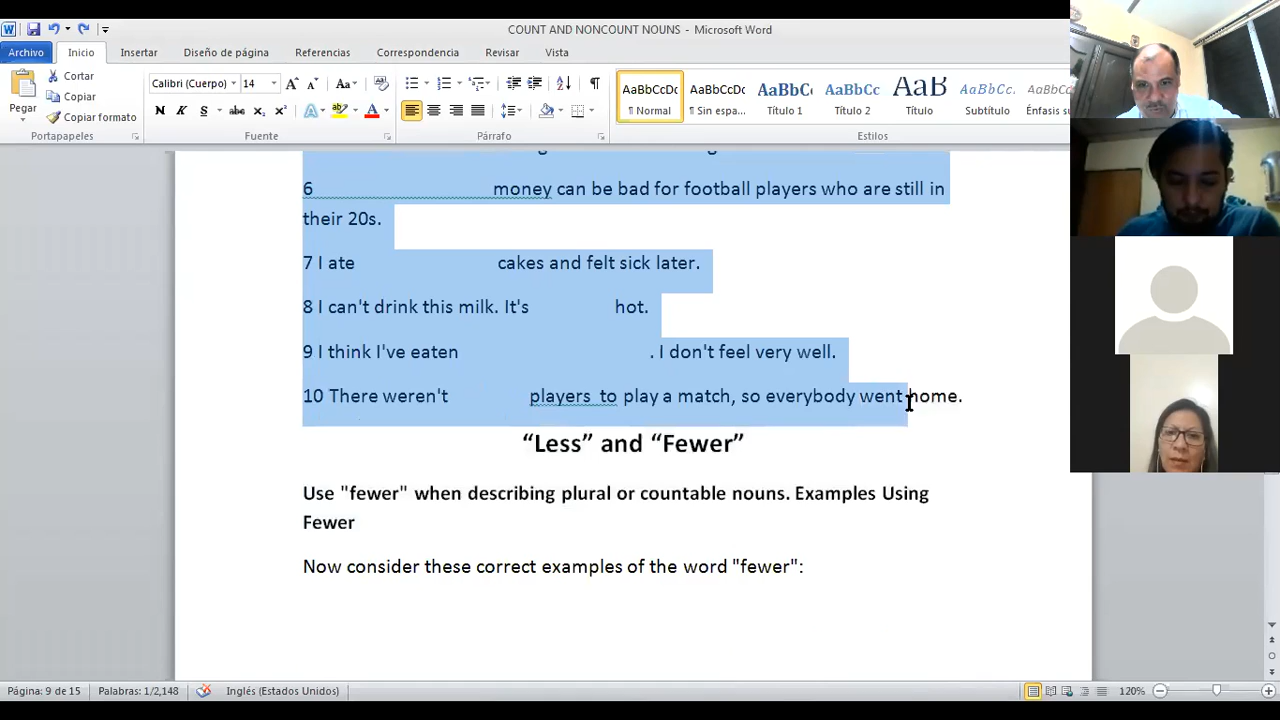 COUNT AND NONCOUNT NOUNS - Microsoft Word
Archivo Inicio Insertar Diseño de página Referencias Correspondencia Revisar Vista
Cortar
Copiar
Copiar formato
Pegar
Portapapeles
Calibri (Cuerpo) 14
N K S abc x₂ x²
Fuente
Párrafo
AaBbCcDc AaBbCcDc AaBbC AaBbCc AaB AaBbCc. AaBbCcD
¶ Normal ¶ Sin espa... Título 1 Título 2 Título Subtítulo Énfasis su
Estilos
6 money can be bad for football players who are still in
their 20s.
7 I ate cakes and felt sick later.
8 I can't drink this milk. It's hot.
9 I think I've eaten . I don't feel very well.
10 There weren't players to play a match, so everybody went home.
“Less” and “Fewer”
Use "fewer" when describing plural or countable nouns. Examples Using
Fewer
Now consider these correct examples of the word "fewer":
Página: 9 de 15 Palabras: 1/2,148 Inglés (Estados Unidos) 120%